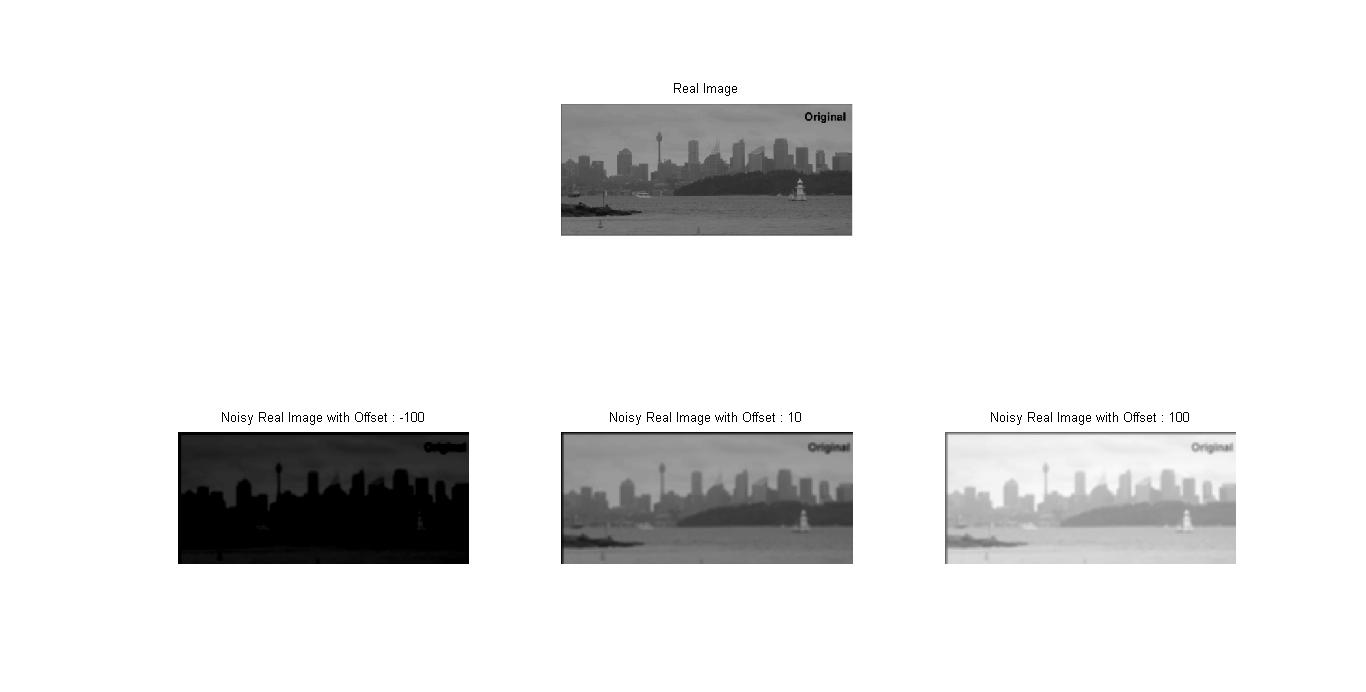 Real Image
Original
Noisy Real Image with Offset : -100
Noisy Real Image with Offset : 10
Noisy Real Image with Offset : 100
Original
Original
Original